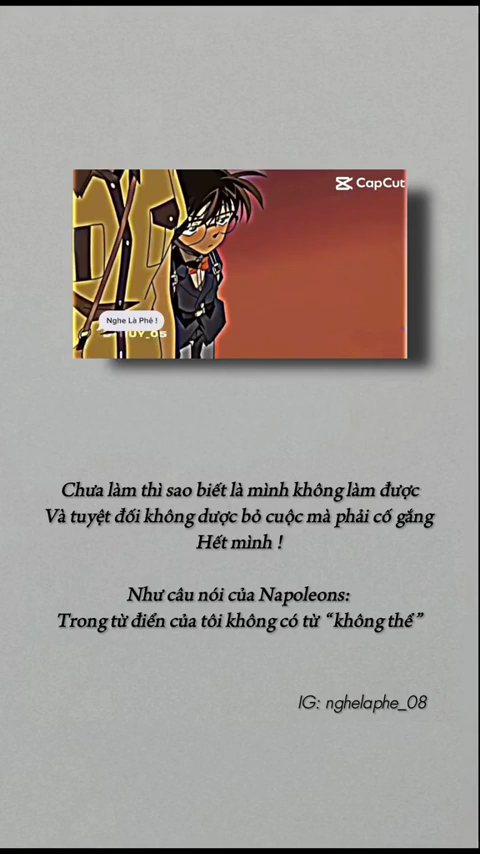 CapCut
Nghe Là Phê !
UY_05
Chưa làm thì sao biết là mình không làm được
Và tuyệt đối không dược bỏ cuộc mà phải cố gắng
Hết mình !
Như câu nói của Napoleons:
Trong từ điển của tôi không có từ “không thể”
IG: nghelaphe_08